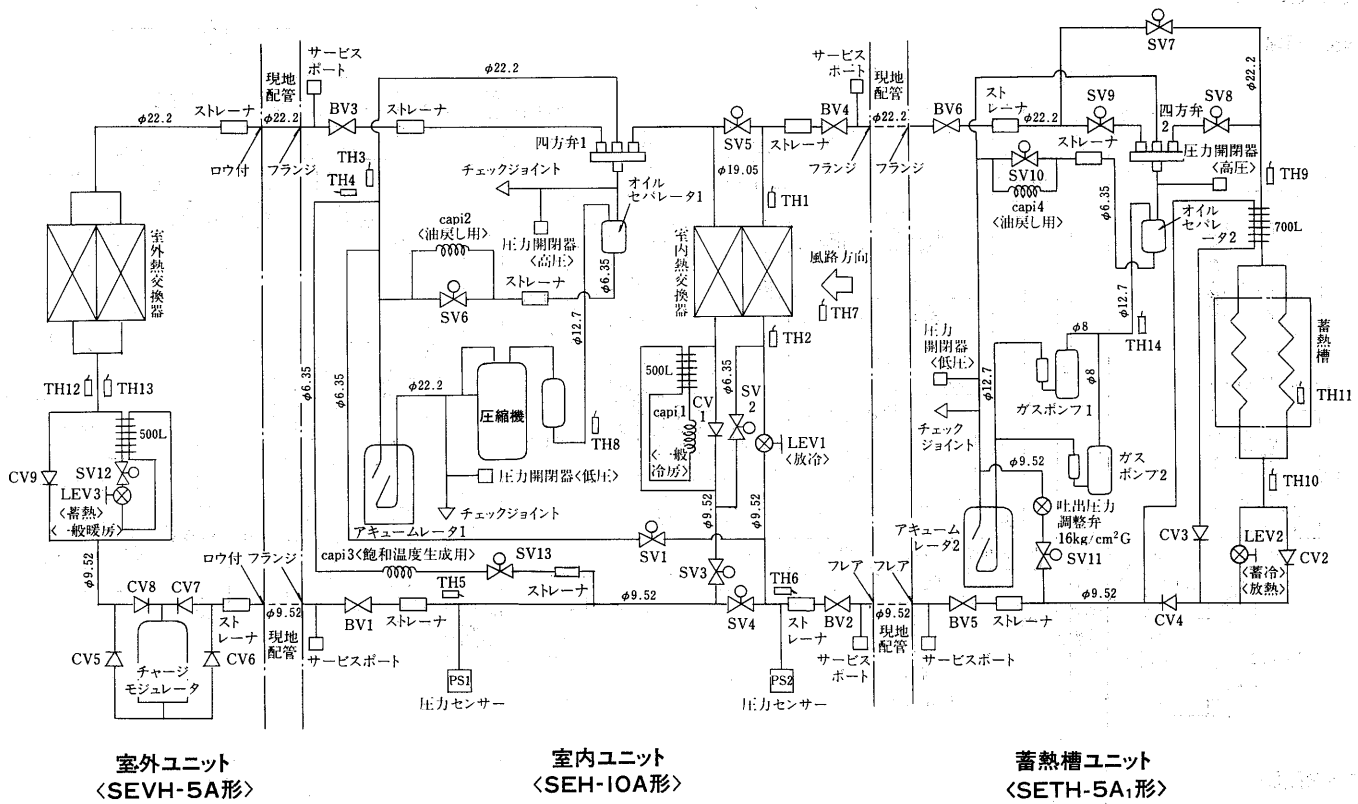 サービス
ポート
現地
配管
ストレーナ
φ22.2
φ22.2
φ22.2
BV3
ストレーナ
ロウ付
フランジ
TH3
TH4
φ22.2
四方弁1
チェックジョイント
圧力開閉器
〈高圧〉
オイル
セパレータ1
capi2
〈油戻し用〉
SV6
ストレーナ
φ6.35
φ12.7
φ6.35
φ6.35
φ22.2
圧縮機
TH8
圧力開閉器〈低圧〉
チェックジョイント
アキュームレータ1
capi3〈飽和温度生成用〉
SV13
ストレーナ
TH5
SV1
SV3
SV4
φ9.52
室外熱交換器
TH12
TH13
500L
CV9
SV12
LEV3
〈蓄熱〉
〈一般暖房〉
φ9.52
CV8
CV7
CV5
CV6
チャージ
モジュレータ
スト
レーナ
ロウ付
フランジ
φ9.52
現地
配管
BV1
ストレーナ
サービスポート
PS1
圧力センサー
SV5
φ19.05
TH1
室内熱交換器
風路方向
TH7
TH2
500L
capi1
〈一般
冷房〉
CV1
φ6.35
SV2
LEV1
〈放冷〉
φ9.52
φ9.52
TH6
スト
レーナ
BV2
サービス
ポート
PS2
圧力センサー
サービス
ポート
現地
配管
ストレーナ
BV4
φ22.2
φ22.2
フランジ
フランジ
BV6
スト
レーナ
φ22.2
SV7
φ22.2
SV9
四方弁
2
SV8
ストレーナ
圧力開閉器
〈高圧〉
SV10
capi4
〈油戻し用〉
φ6.35
オイル
セパ
レータ2
TH9
700L
φ12.7
φ8
TH14
φ8
圧力
開閉器
〈低圧〉
φ12.7
ガスポンプ1
チェック
ジョイント
ガス
ポンプ2
φ9.52
吐出圧力
調整弁
16kg/cm²G
SV11
アキューム
レータ2
蓄熱槽
TH11
TH10
CV3
LEV2
〈蓄冷〉
〈放熱〉
CV2
CV4
フレア
フレア
φ9.52
現地
配管
BV5
ストレーナ
φ9.52
サービスポート
室外ユニット
〈SEVH-5A形〉
室内ユニット
〈SEH-10A形〉
蓄熱槽ユニット
〈SETH-5A₁形〉